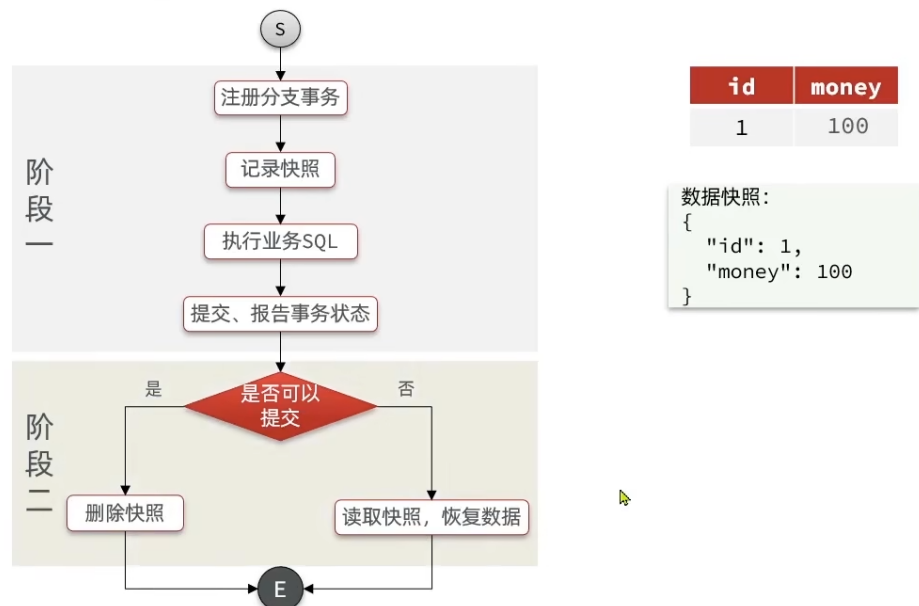 S
阶
段
一
注册分支事务
记录快照
执行业务SQL
提交、报告事务状态
阶
段
二
是否可以
提交
是
否
删除快照
读取快照，恢复数据
E
id money
1 100
数据快照：
{
"id": 1,
"money": 100
}